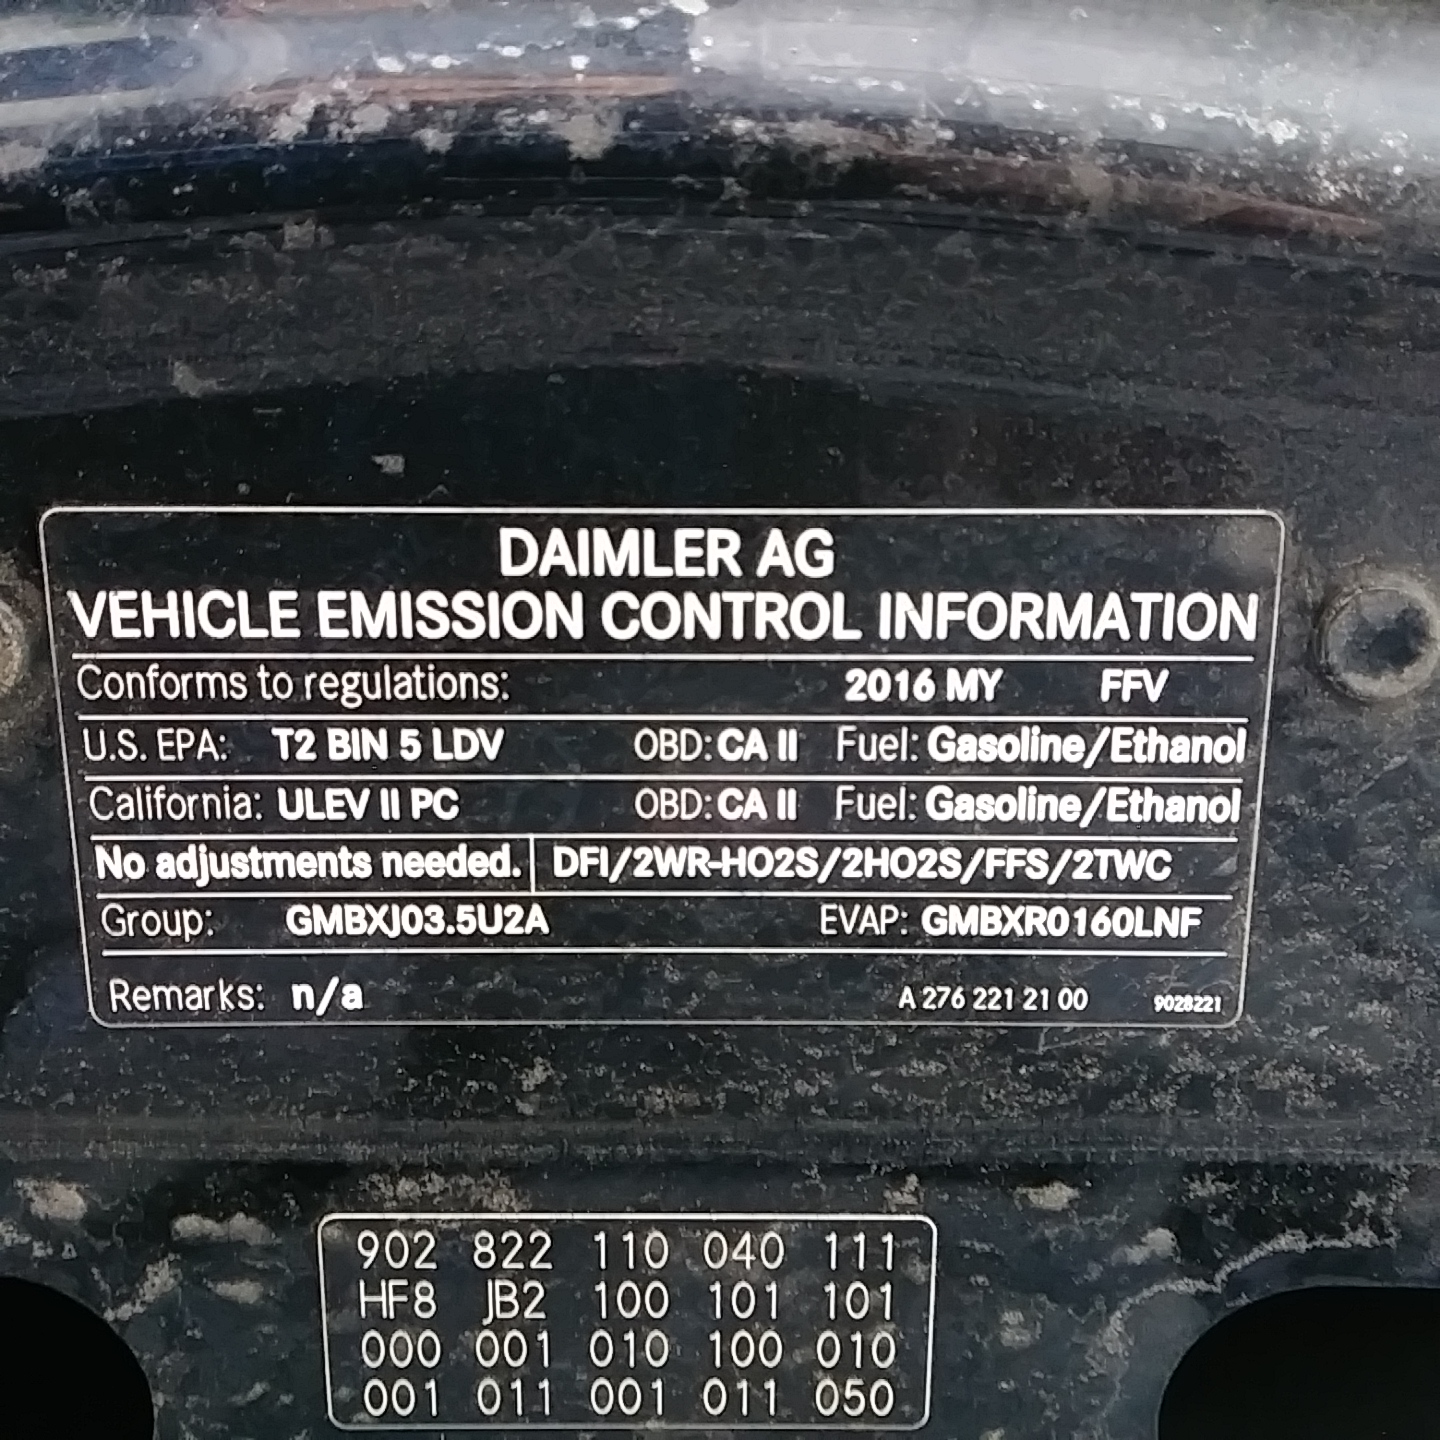 DAIMLER AG
VEHICLE EMISSION CONTROL INFORMATION
Conforms to regulations: 2016 MY FFV
U.S. EPA: T2 BIN 5 LDV OBD: CA II Fuel: Gasoline/Ethanol
California: ULEV II PC OBD: CA II Fuel: Gasoline/Ethanol
No adjustments needed. DFI/2WR-HO2S/2HO2S/FFS/2TWC
Group: GMBXJ03.5U2A EVAP: GMBXR0160LNF
Remarks: n/a A 276 221 21 00 9028221
902 822 110 040 111
HF8 JB2 100 101 101
000 001 010 100 010
001 011 001 011 050